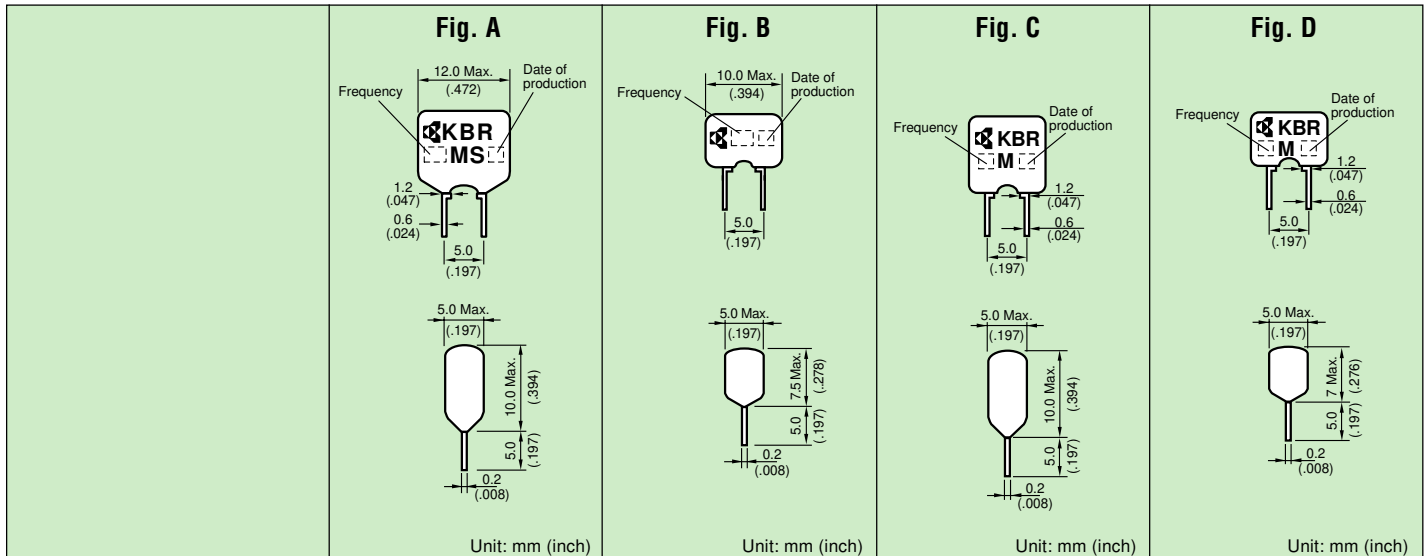 Fig. A
12.0 Max.
(.472)
Frequency
Date of
production
KBR
MS
1.2
(.047)
0.6
(.024)
5.0
(.197)
5.0 Max.
(.197)
10.0 Max.
(.394)
5.0
(.197)
0.2
(.008)
Unit: mm (inch)
Fig. B
10.0 Max.
(.394)
Frequency
Date of
production
5.0
(.197)
5.0 Max.
(.197)
7.5 Max.
(.278)
5.0
(.197)
0.2
(.008)
Unit: mm (inch)
Fig. C
Frequency
Date of
production
KBR
M
1.2
(.047)
0.6
(.024)
5.0
(.197)
5.0 Max.
(.197)
10.0 Max.
(.394)
5.0
(.197)
0.2
(.008)
Unit: mm (inch)
Fig. D
Frequency
Date of
production
KBR
M
1.2
(.047)
0.6
(.024)
5.0
(.197)
5.0 Max.
(.197)
7 Max.
(.276)
5.0
(.197)
0.2
(.008)
Unit: mm (inch)